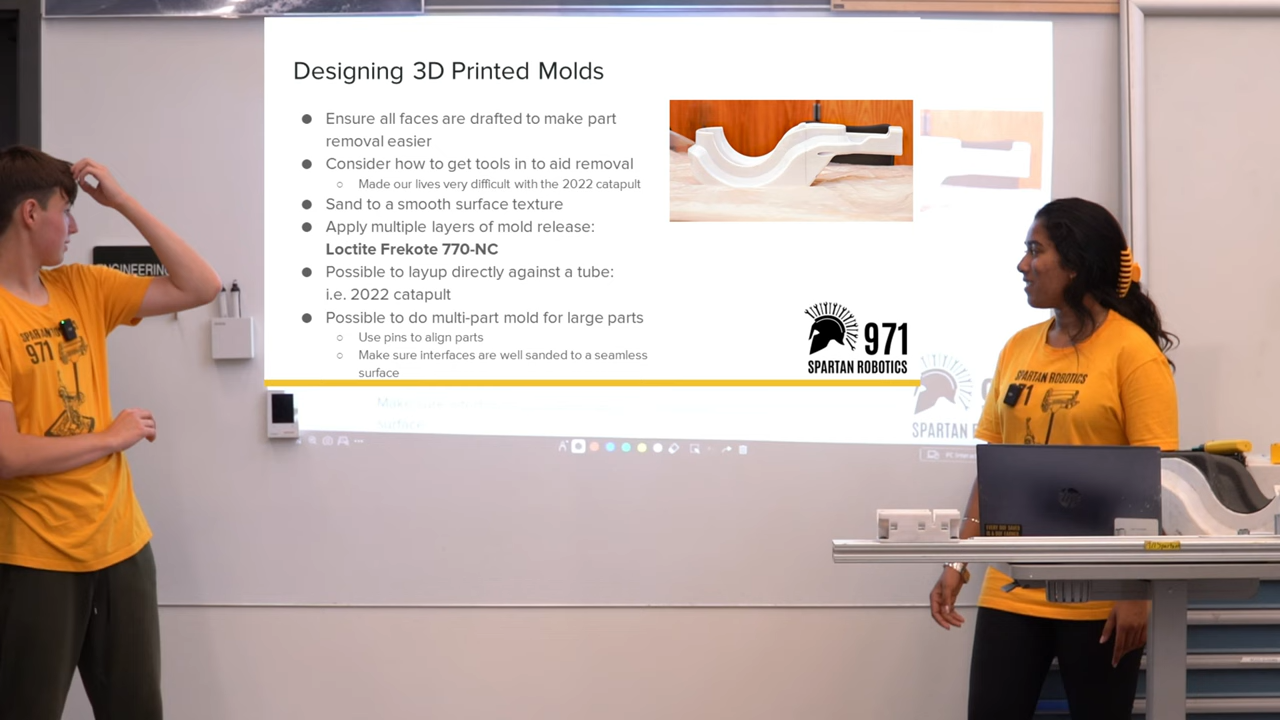 Designing 3D Printed Molds
● Ensure all faces are drafted to make part
removal easier
● Consider how to get tools in to aid removal
○ Made our lives very difficult with the 2022 catapult
● Sand to a smooth surface texture
● Apply multiple layers of mold release:
Loctite Frekote 770-NC
● Possible to layup directly against a tube:
i.e. 2022 catapult
● Possible to do multi-part mold for large parts
○ Use pins to align parts
○ Make sure interfaces are well sanded to a seamless
surface
971
SPARTAN ROBOTICS
ENGINEERING
971
SPARTAN ROBOTICS
71
surface
SPARTAN
hp